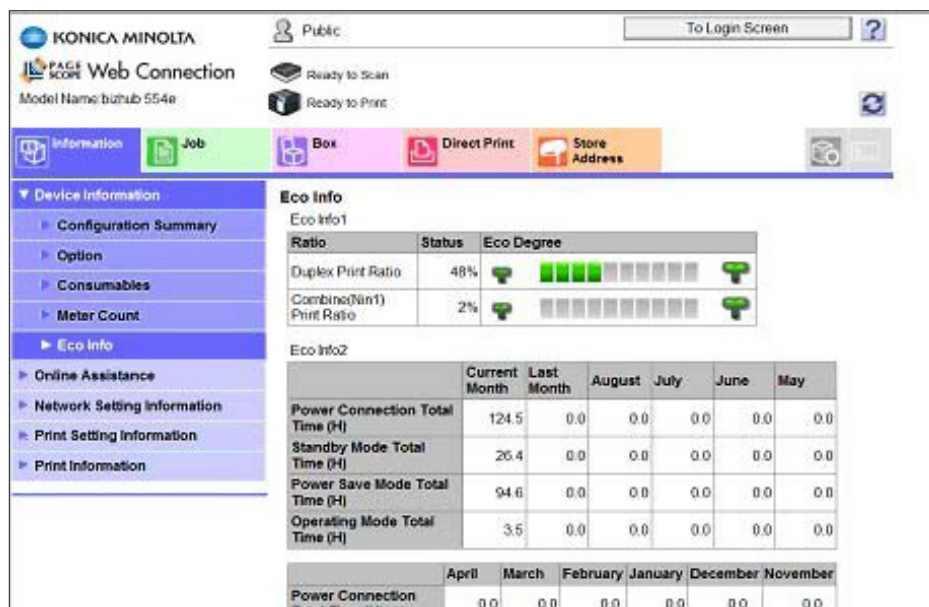 KONICA MINOLTA
Public
To Login Screen
?
PAGE SCOPE Web Connection
Model Name:bizhub 554e
Ready to Scan
Ready to Print
Information
Job
Box
Direct Print
Store Address
Device Information
Configuration Summary
Option
Consumables
Meter Count
Eco Info
Online Assistance
Network Setting Information
Print Setting Information
Print Information
Eco Info
Eco Info1
Ratio Status Eco Degree
Duplex Print Ratio 48%
Combine(Nin1) Print Ratio 2%
Eco Info2
Current Month Last Month August July June May
Power Connection Total Time (H) 124.5 0.0 0.0 0.0 0.0 0.0
Standby Mode Total Time (H) 26.4 0.0 0.0 0.0 0.0 0.0
Power Save Mode Total Time (H) 94.6 0.0 0.0 0.0 0.0 0.0
Operating Mode Total Time (H) 3.5 0.0 0.0 0.0 0.0 0.0
April March February January December November
Power Connection 0.0 0.0 0.0 0.0 0.0 0.0